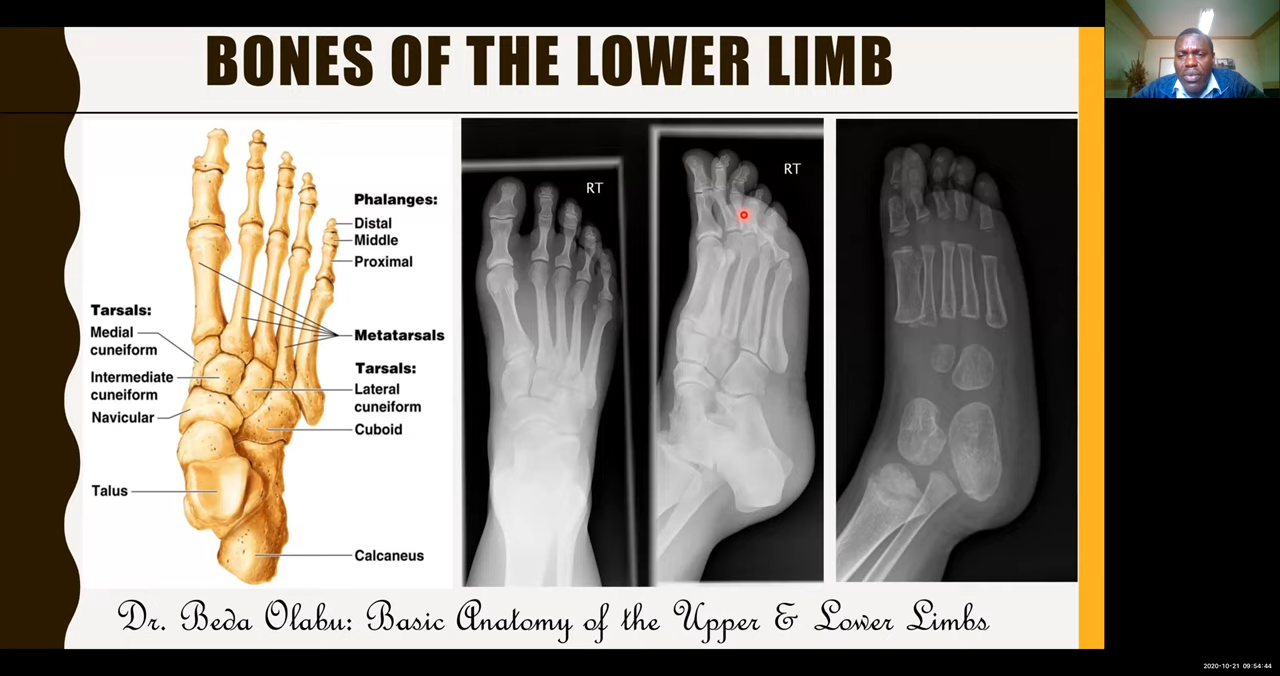 BONES OF THE LOWER LIMB
Phalanges:
Distal
Middle
Proximal
Metatarsals
Tarsals:
Medial
cuneiform
Intermediate
cuneiform
Navicular
Talus
Tarsals:
Lateral
cuneiform
Cuboid
Calcaneus
RT
RT
Dr. Beda Olabu: Basic Anatomy of the Upper & Lower Limbs
2020-10-21 09:54:44